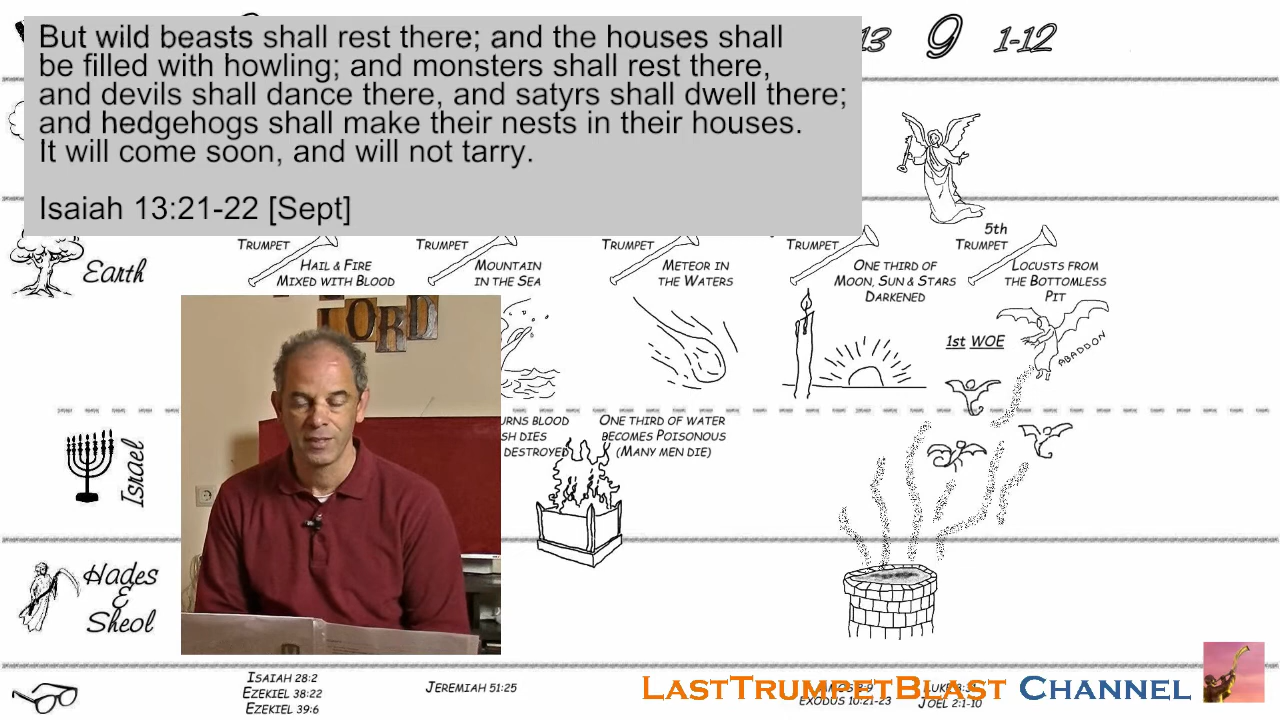 But wild beasts shall rest there; and the houses shall
be filled with howling; and monsters shall rest there,
and devils shall dance there, and satyrs shall dwell there;
and hedgehogs shall make their nests in their houses.
It will come soon, and will not tarry.
Isaiah 13:21-22 [Sept]
13 9 1-12
Earth
TRUMPET
HAIL & FIRE
MIXED WITH BLOOD
TRUMPET
MOUNTAIN
IN THE SEA
TRUMPET
METEOR IN
THE WATERS
TRUMPET
ONE THIRD OF
MOON, SUN & STARS
DARKENED
5th
TRUMPET
LOCUSTS FROM
THE BOTTOMLESS
PIT
LORD
1st WOE
ABADDON
Israel
BLOOD
DIES
DESTROYED
ONE THIRD OF WATER
BECOMES POISONOUS
(MANY MEN DIE)
Hades
&
Sheol
ISAIAH 28:2
EZEKIEL 38:22
EZEKIEL 39:6
JEREMIAH 51:25
EXODUS 10:21-23
JOEL 2:1-10
LASTTRUMPETBLAST CHANNEL